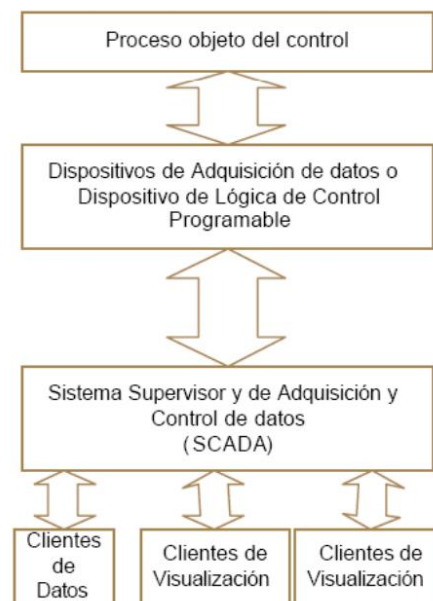 Proceso objeto del control
Dispositivos de Adquisición de datos o
Dispositivo de Lógica de Control
Programable
Sistema Supervisor y de Adquisición y
Control de datos
(SCADA)
Clientes
de
Datos
Clientes de
Visualización
Clientes de
Visualización